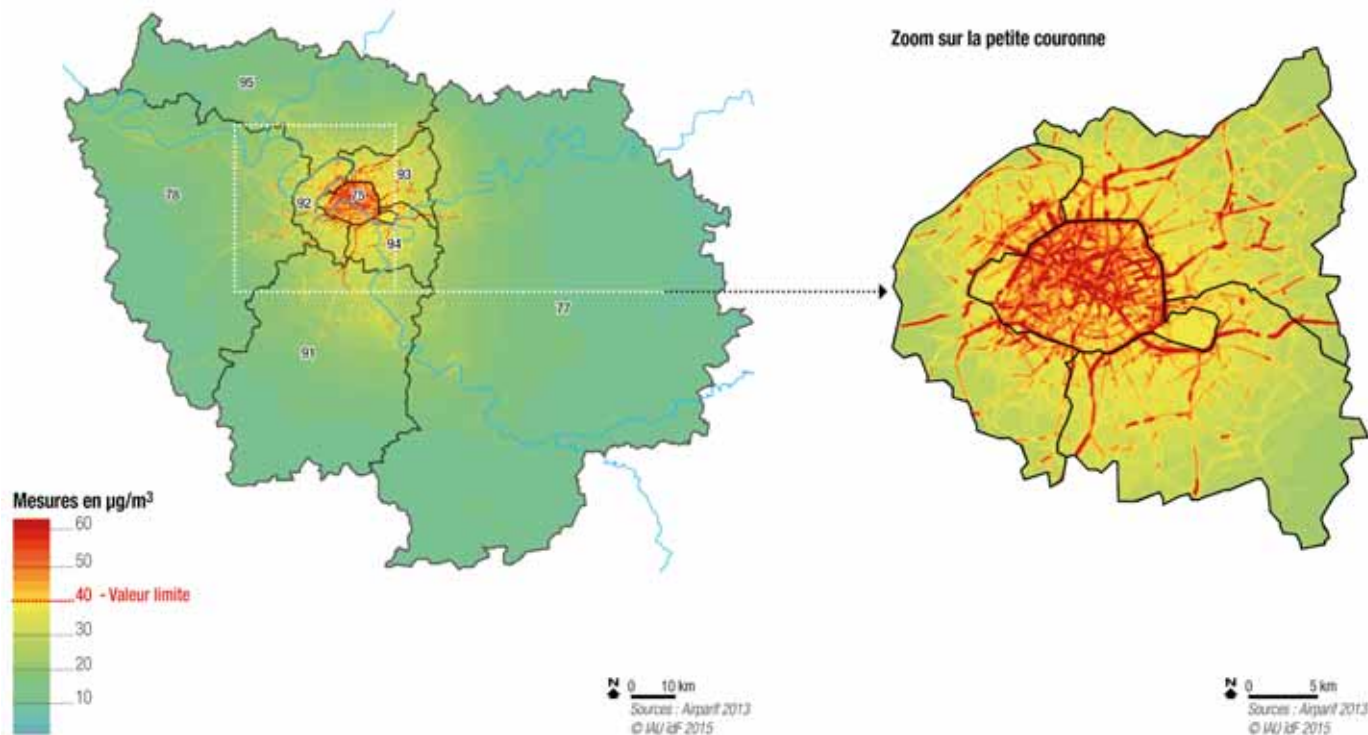 Zoom sur la petite couronne
95
78
93
92
75
94
77
91
Mesures en µg/m³
60
50
40 - Valeur limite
30
20
10
N 0 10 km
Sources : Airparif 2013
© IAU îdF 2015
N 0 5 km
Sources : Airparif 2013
© IAU îdF 2015